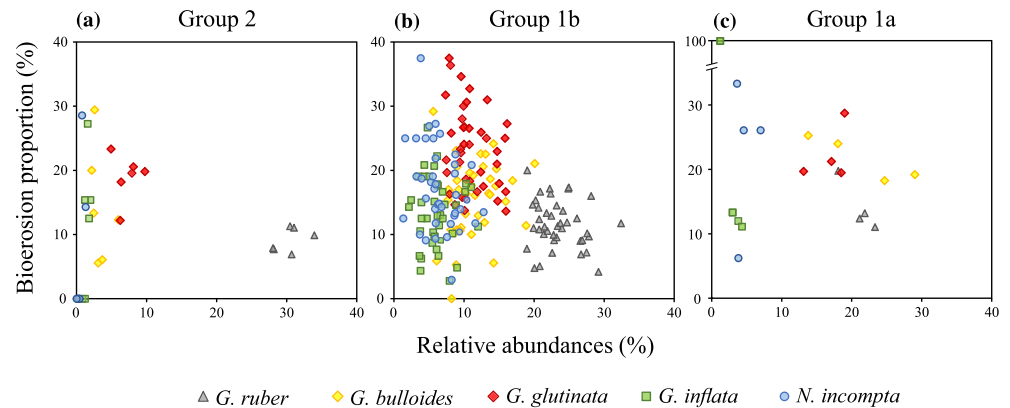 (a) Group 2
(b) Group 1b
(c) Group 1a
Bioerosion proportion (%)
40
30
20
10
0
0 10 20 30 40
40
30
20
10
0
0 10 20 30 40
100
30
20
10
0
0 10 20 30 40
Relative abundances (%)
G. ruber G. bulloides G. glutinata G. inflata N. incompta